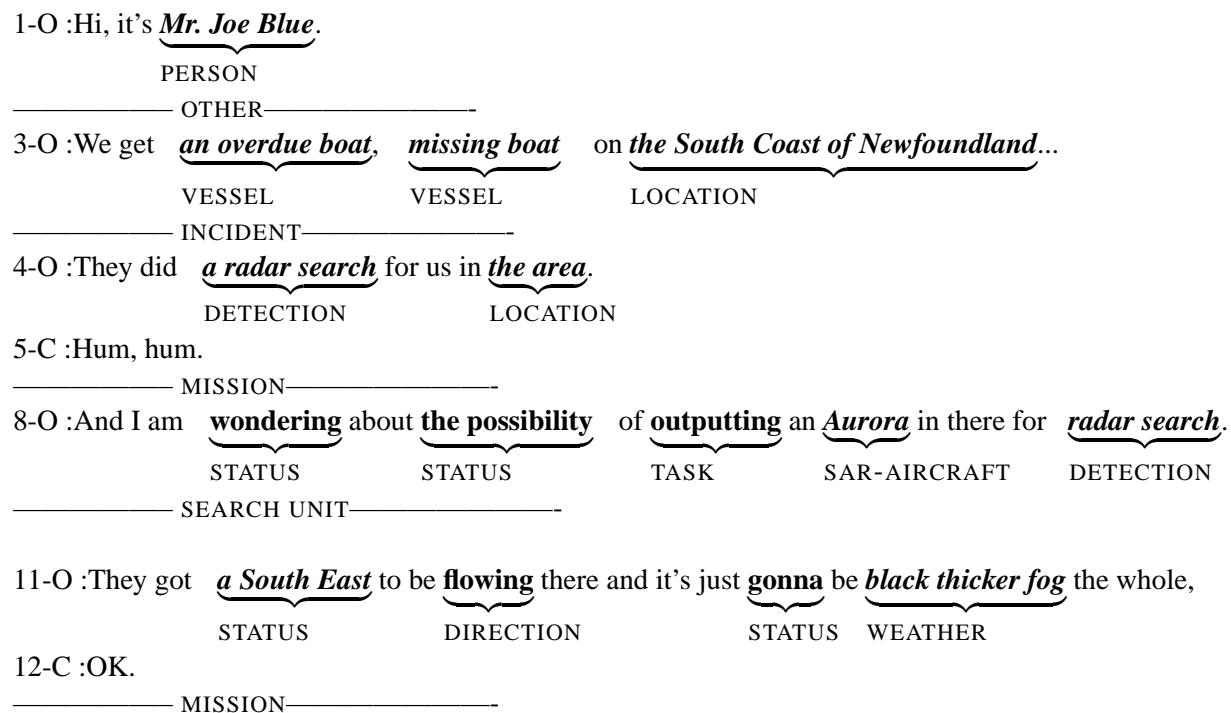 1-O :Hi, it's Mr. Joe Blue.
PERSON
—————— OTHER————————-
3-O :We get an overdue boat, missing boat on the South Coast of Newfoundland...
VESSEL VESSEL LOCATION
—————— INCIDENT————————-
4-O :They did a radar search for us in the area.
DETECTION LOCATION
5-C :Hum, hum.
—————— MISSION————————-
8-O :And I am wondering about the possibility of outputting an Aurora in there for radar search.
STATUS STATUS TASK SAR-AIRCRAFT DETECTION
—————— SEARCH UNIT————————-
11-O :They got a South East to be flowing there and it's just gonna be black thicker fog the whole,
STATUS DIRECTION STATUS WEATHER
12-C :OK.
—————— MISSION————————-